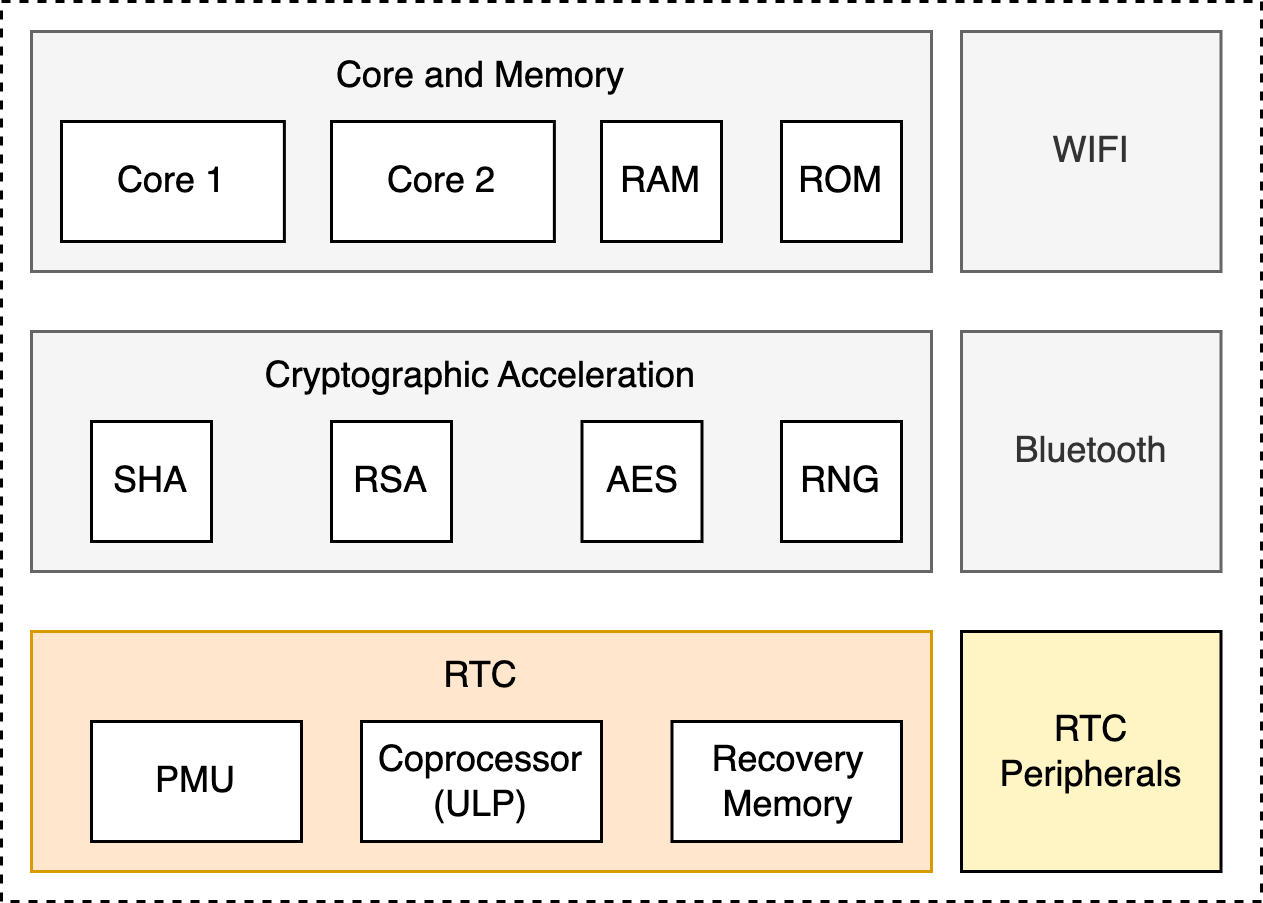 Core and Memory
Core 1
Core 2
RAM
ROM
WIFI
Cryptographic Acceleration
SHA
RSA
AES
RNG
Bluetooth
RTC
PMU
Coprocessor
(ULP)
Recovery
Memory
RTC
Peripherals